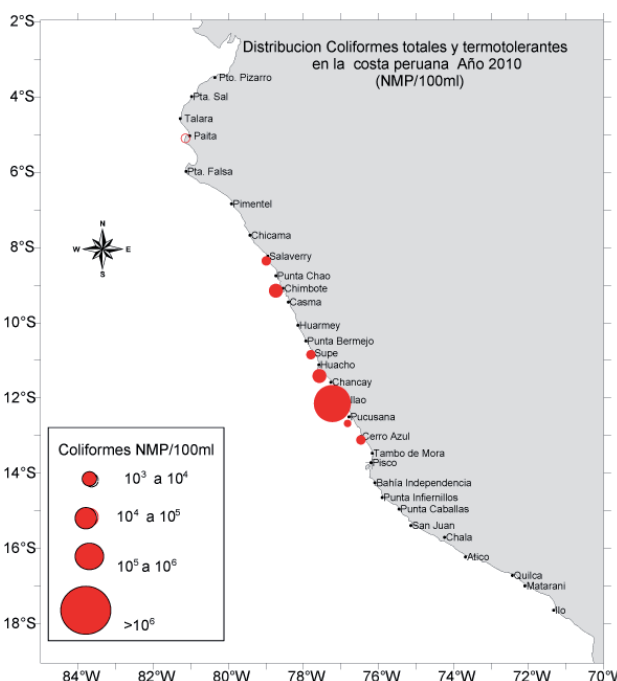 2°S
4°S
6°S
8°S
10°S
12°S
14°S
16°S
18°S
Distribucion Coliformes totales y termotolerantes
en la costa peruana Año 2010
(NMP/100ml)
Pto. Pizarro
Pta. Sal
Talara
Paita
Pta. Falsa
Pimentel
Chicama
Salaverry
Punta Chao
Chimbote
Casma
Huarmey
Punta Bermejo
Supe
Huacho
Chancay
llao
Pucusana
Cerro Azul
Tambo de Mora
Pisco
Bahía Independencia
Punta Infiernillos
Punta Caballas
San Juan
Chala
Atico
Quilca
Matarani
Ilo
N
W E
S
Coliformes NMP/100ml
10³ a 10⁴
10⁴ a 10⁵
10⁵ a 10⁶
>10⁶
84°W 82°W 80°W 78°W 76°W 74°W 72°W 70°W